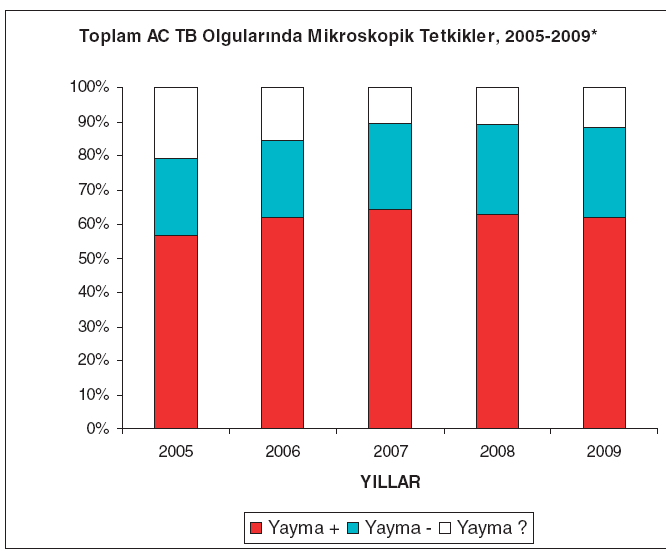 Toplam AC TB Olgularında Mikroskopik Tetkikler, 2005-2009*
100%
90%
80%
70%
60%
50%
40%
30%
20%
10%
0%
2005 2006 2007 2008 2009
YILLAR
Yayma + Yayma - Yayma ?